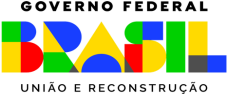 GOVERNO FEDERAL
BRASIL
UNIÃO E RECONSTRUÇÃO